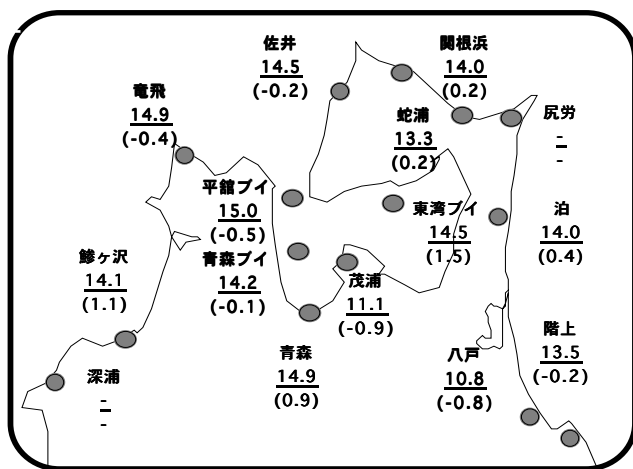 佐井
14.5
(-0.2)
関根浜
14.0
(0.2)
竜飛
14.9
(-0.4)
蛇浦
13.3
(0.2)
尻労
-
-
平舘ブイ
15.0
(-0.5)
東湾ブイ
14.5
(1.5)
泊
14.0
(0.4)
鯵ヶ沢
14.1
(1.1)
青森ブイ
14.2
(-0.1)
茂浦
11.1
(-0.9)
青森
14.9
(0.9)
八戸
10.8
(-0.8)
階上
13.5
(-0.2)
深浦
-
-